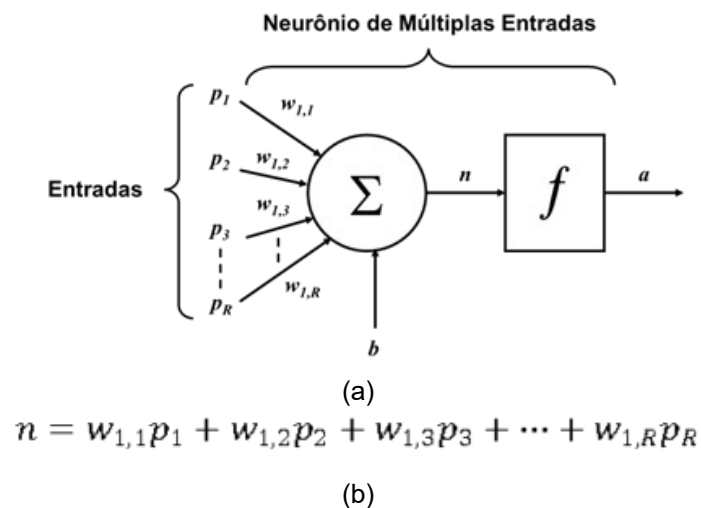 Neurônio de Múltiplas Entradas
p1
w1,1
p2
w1,2
Entradas
w1,3
p3
w1,R
pR
Σ
n
f
a
b
(a)
n = w1,1p1 + w1,2p2 + w1,3p3 + ⋯ + w1,RpR
(b)